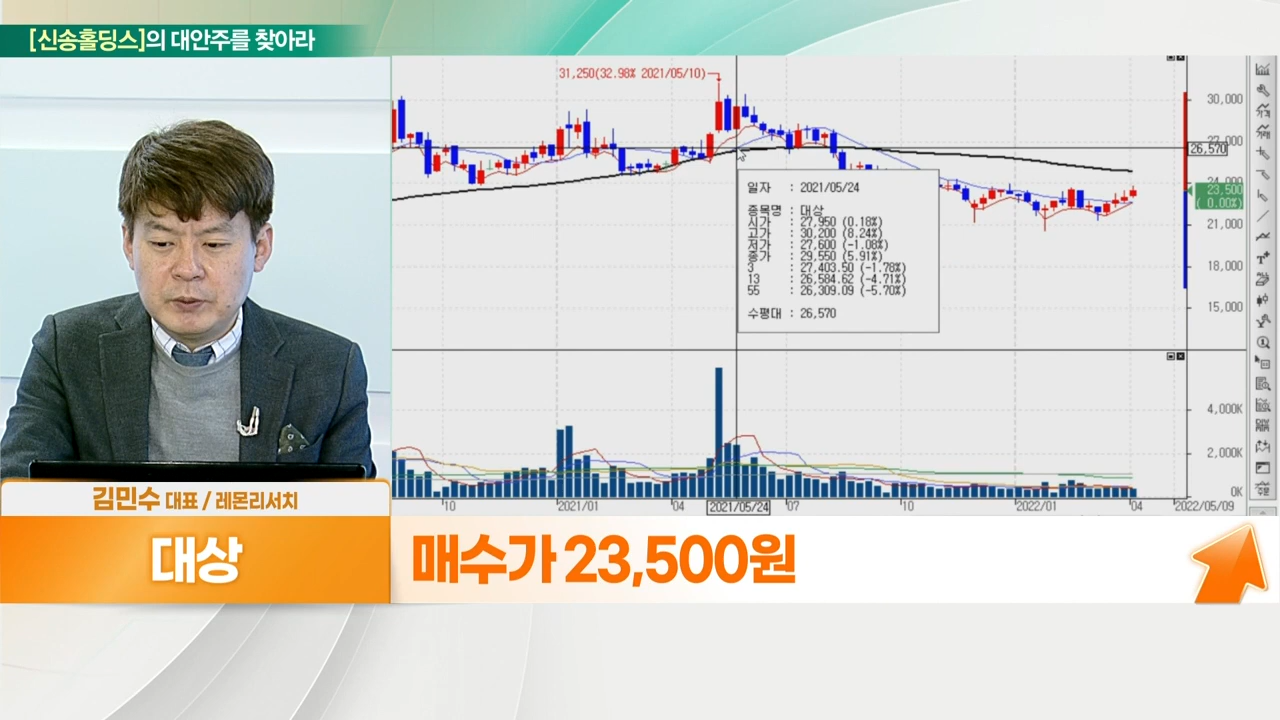 [신송홀딩스]의 대안주를 찾아라
31,250(32.98% 2021/05/10)
30,000
26,570
24,000
23,500
( 0.00%)
21,000
18,000
15,000
일자 : 2021/05/24
종목명 : 대상
시가 : 27,950 (0.18%)
고가 : 30,200 (8.24%)
저가 : 27,600 (-1.08%)
종가 : 29,550 (5.91%)
3 : 27,403.50 (-1.78%)
13 : 26,584.62 (-4.71%)
55 : 26,309.09 (-5.70%)
수평대 : 26,570
4,000K
2,000K
0K
10 2021/01 04 2021/05/24 07 10 2022/01 04 2022/05/09
김민수 대표 / 레몬리서치
대상
매수가 23,500원